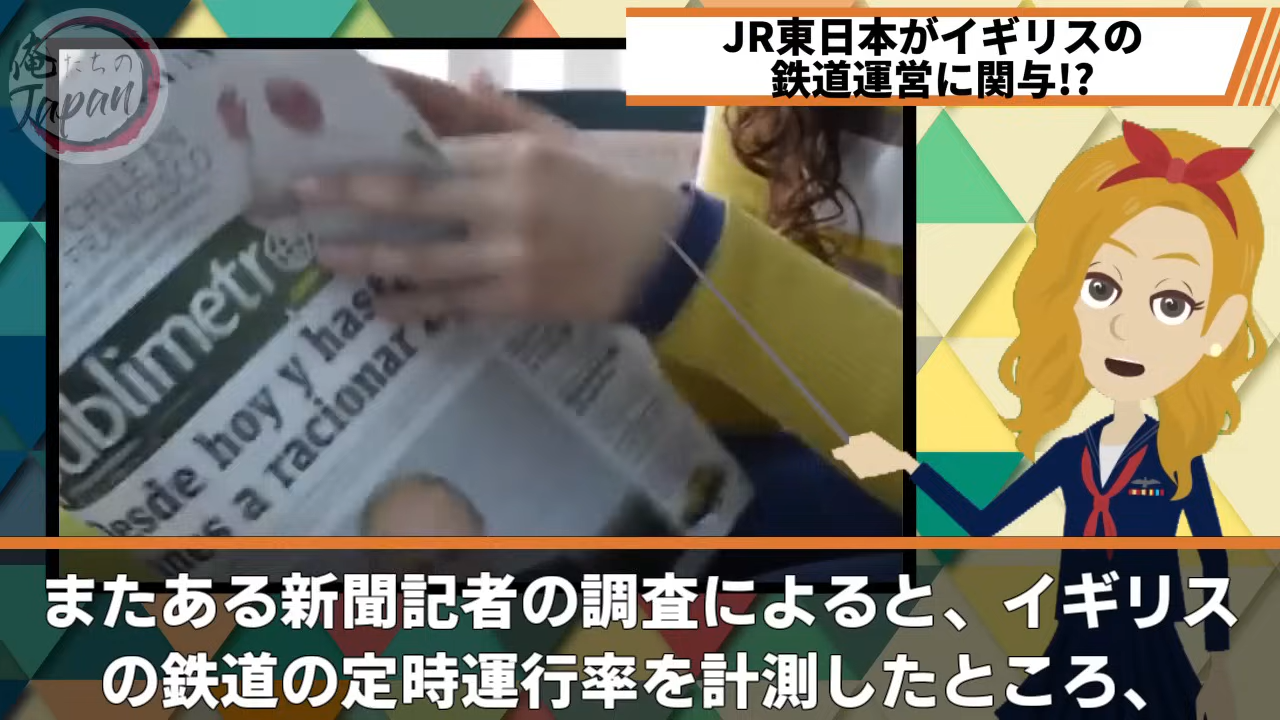 俺たちの
Japan
JR東日本がイギリスの
鉄道運営に関与!?
CHILE EN
FRANCISCO
ublimetr
desde hoy y hast
a racionar
またある新聞記者の調査によると、イギリス
の鉄道の定時運行率を計測したところ、